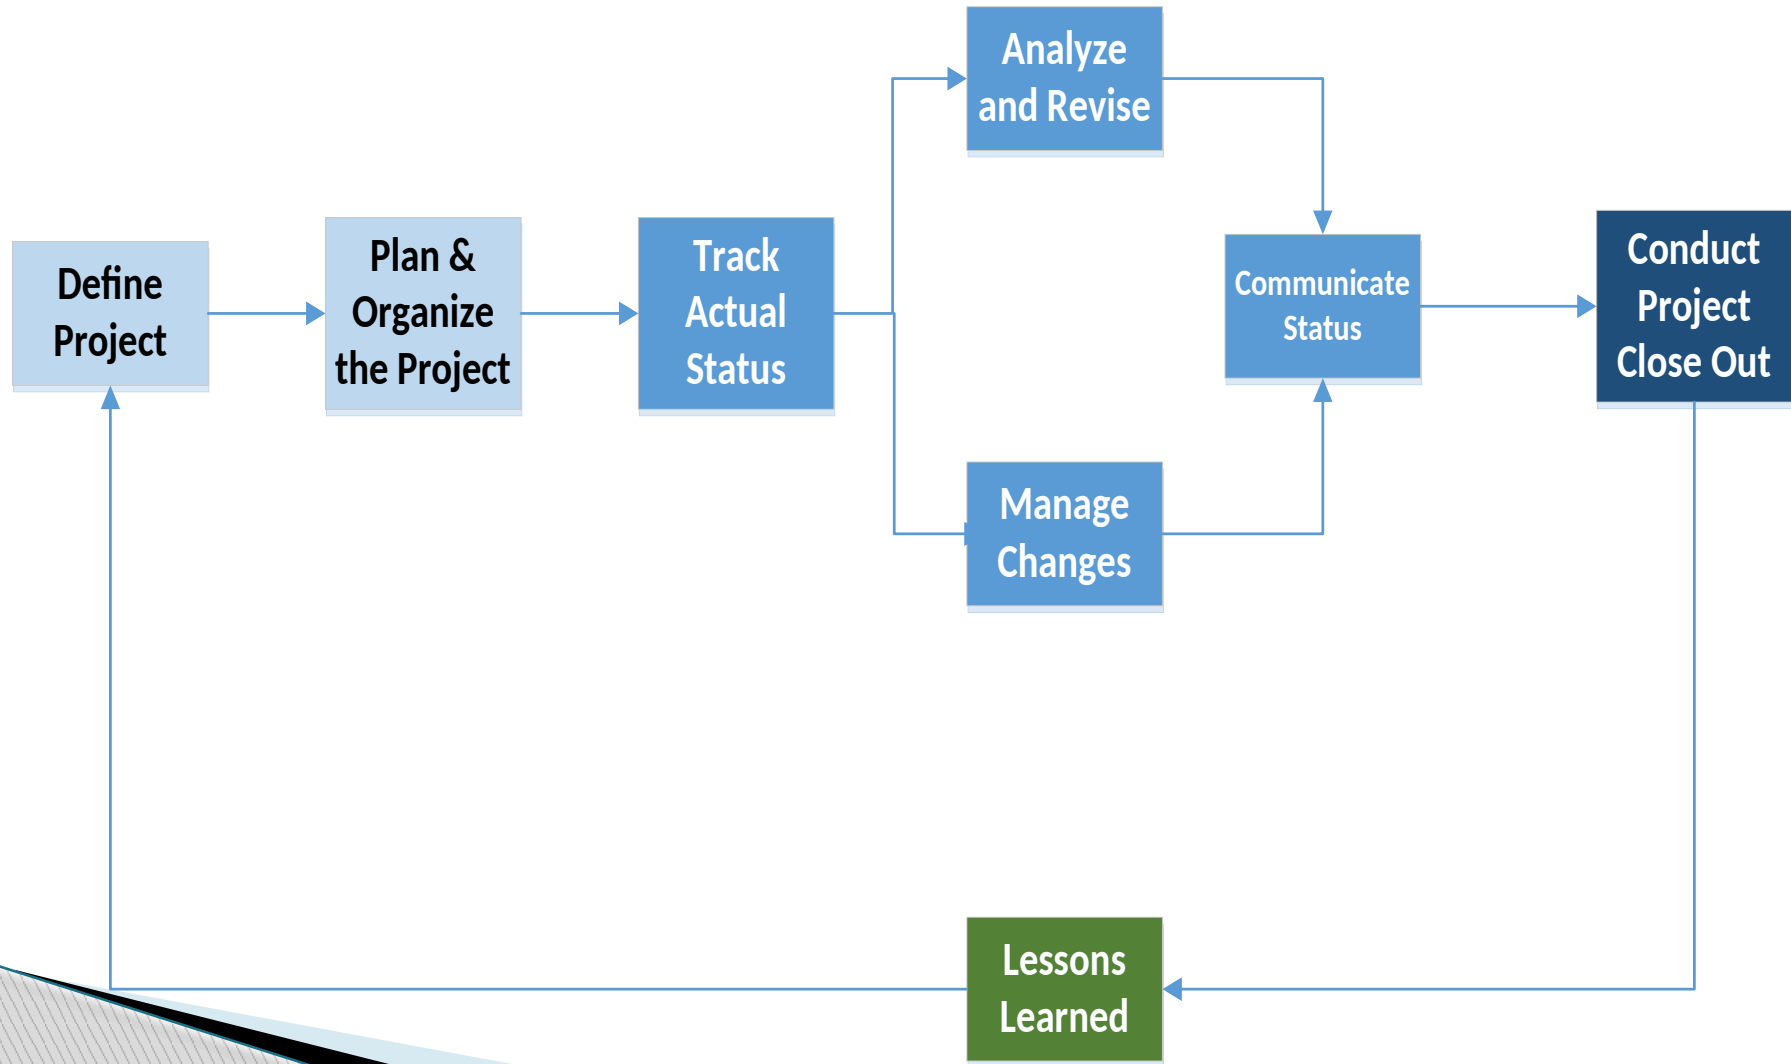 Define
Project
Plan &
Organize
the Project
Track
Actual
Status
Analyze
and Revise
Manage
Changes
Communicate
Status
Conduct
Project
Close Out
Lessons
Learned